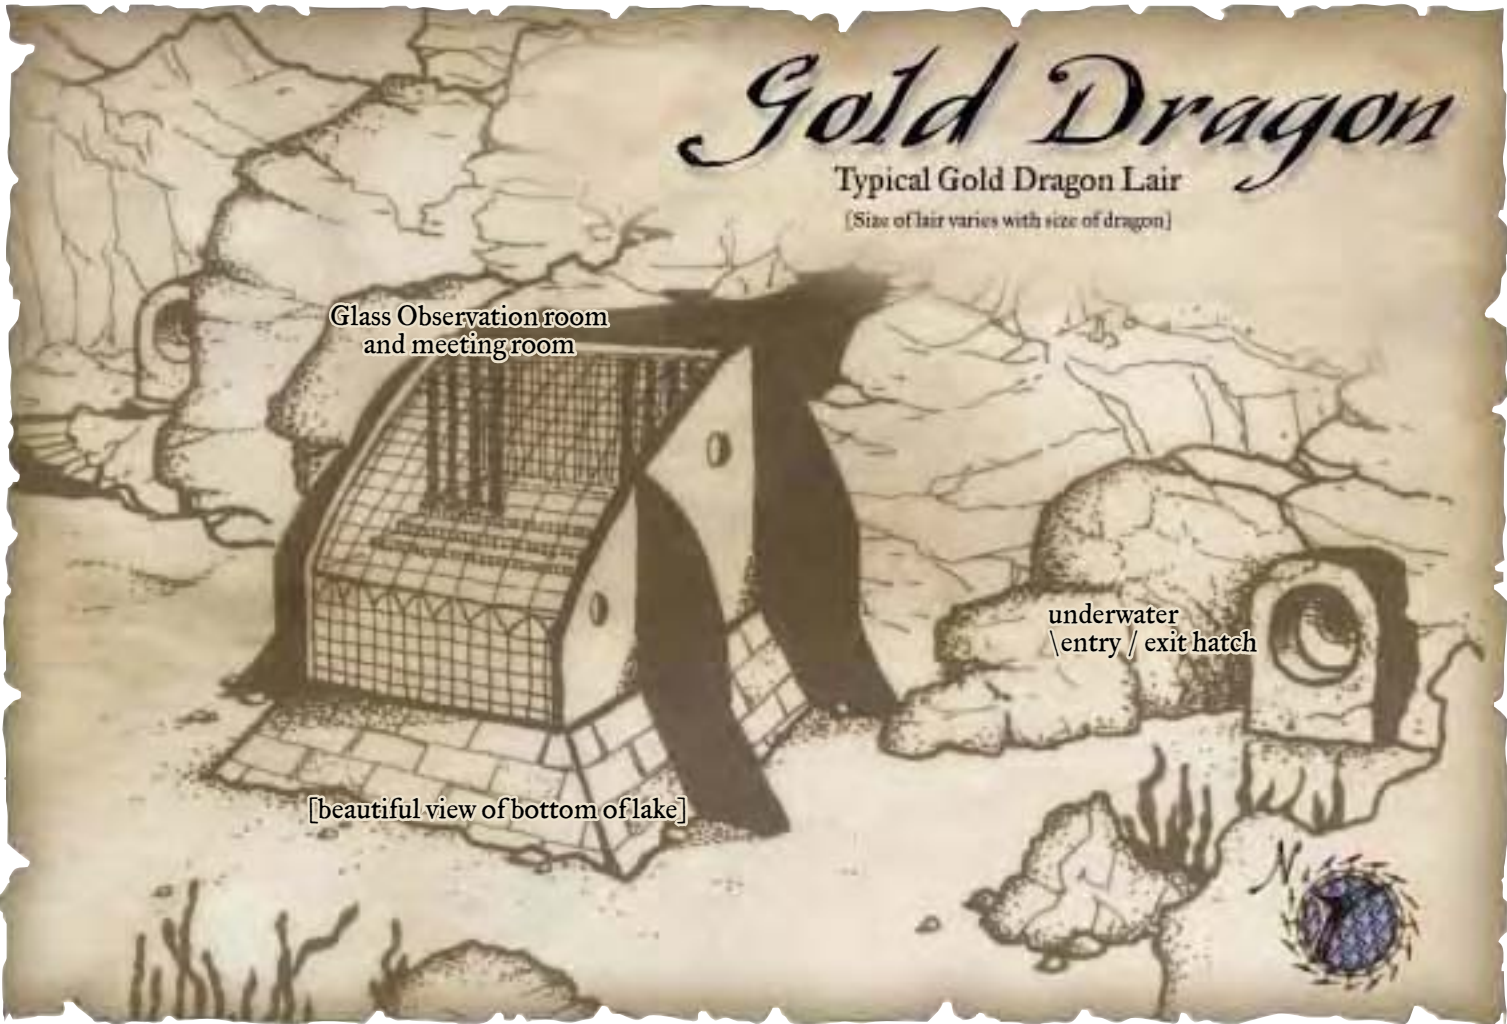 Gold Dragon
Typical Gold Dragon Lair
[Size of lair varies with size of dragon]
Glass Observation room
and meeting room
underwater
\entry / exit hatch
[beautiful view of bottom of lake]
N